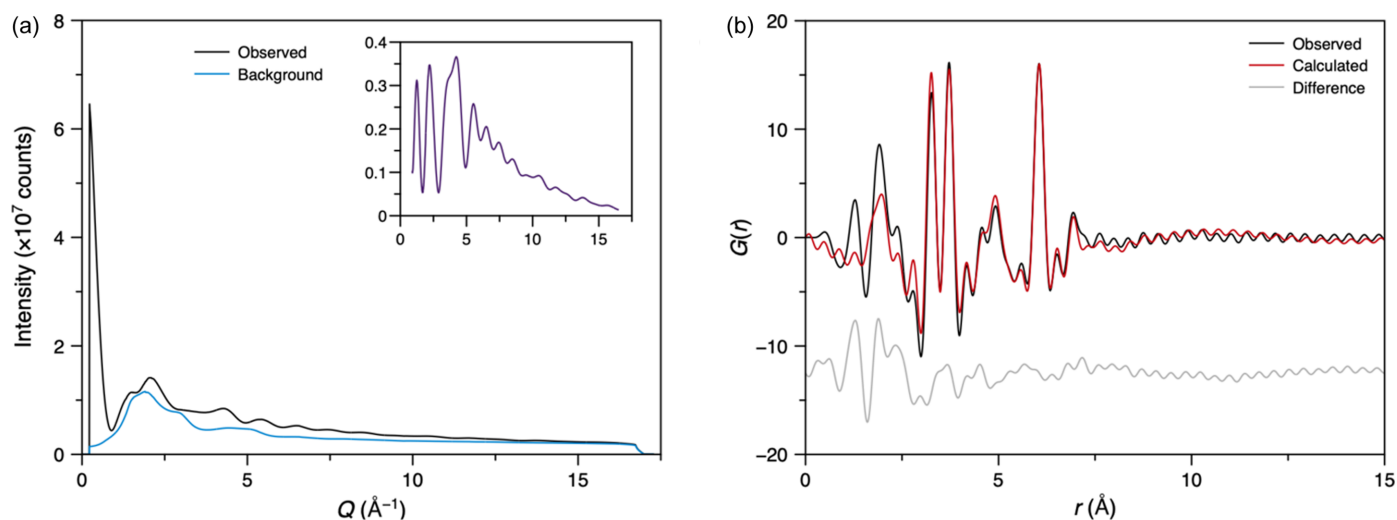 (a)
8
6
4
2
0
Intensity (×10⁷ counts)
Observed
Background
0.4
0.3
0.2
0.1
0
0 5 10 15
0 5 10 15
Q (Å⁻¹)
(b)
20
10
0
−10
−20
G(r)
Observed
Calculated
Difference
0 5 10 15
r (Å)